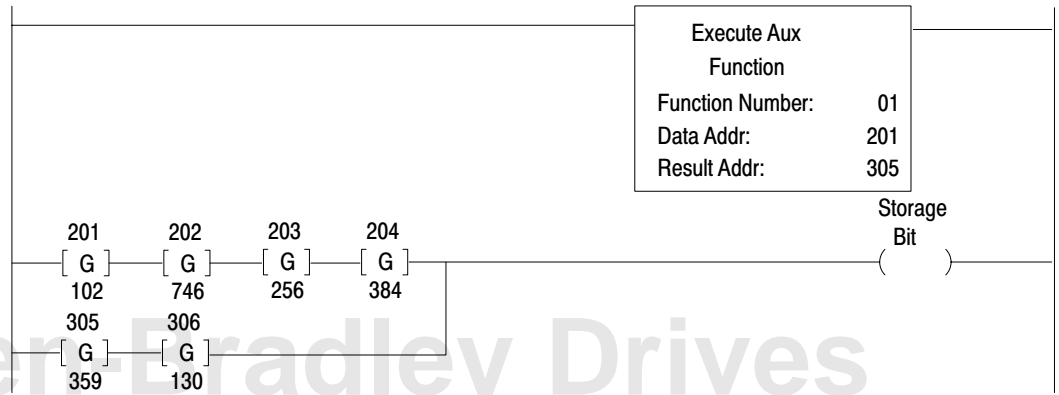 Execute Aux
Function
Function Number: 01
Data Addr: 201
Result Addr: 305
Storage
Bit
201 202 203 204
G G G G
102 746 256 384
305 306
G G
359 130
en-Bradley Drives